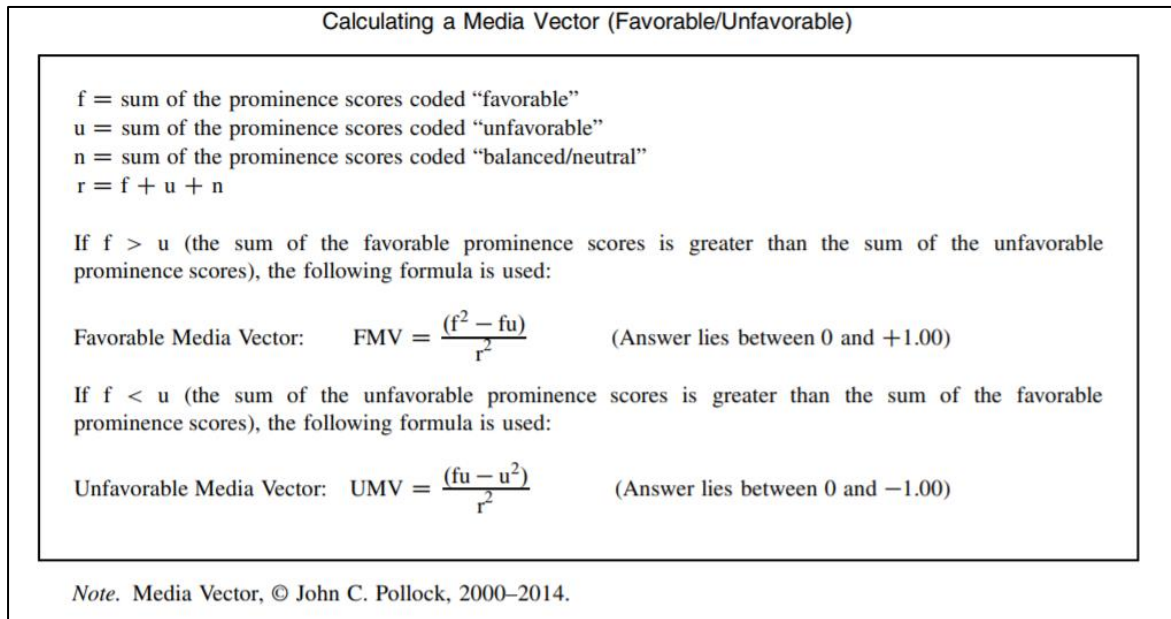 Calculating a Media Vector (Favorable/Unfavorable)
f = sum of the prominence scores coded “favorable”
u = sum of the prominence scores coded “unfavorable”
n = sum of the prominence scores coded “balanced/neutral”
r = f + u + n
If f > u (the sum of the favorable prominence scores is greater than the sum of the unfavorable
prominence scores), the following formula is used:
Favorable Media Vector: FMV = (f² − fu) / r² (Answer lies between 0 and +1.00)
If f < u (the sum of the unfavorable prominence scores is greater than the sum of the favorable
prominence scores), the following formula is used:
Unfavorable Media Vector: UMV = (fu − u²) / r² (Answer lies between 0 and −1.00)
Note. Media Vector, © John C. Pollock, 2000–2014.